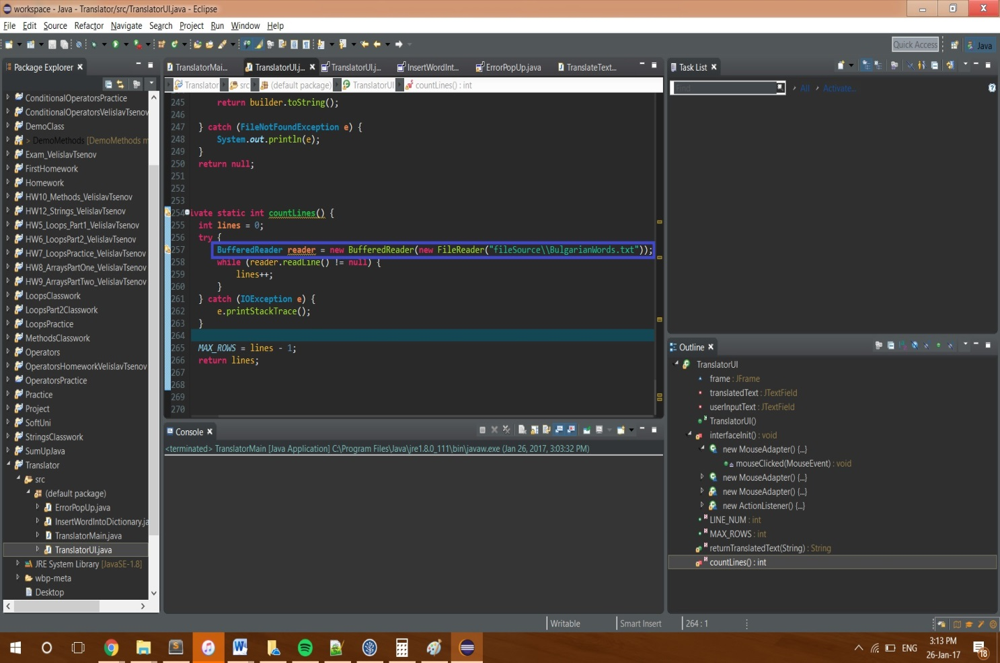 workspace - Java - Translator/src/TranslatorUI.java - Eclipse
File Edit Source Refactor Navigate Search Project Run Window Help
Quick Access
Java
Package Explorer
ConditionalOperatorsPractice
ConditionalOperatorsVelislavTsenov
DemoClass
> DemoMethods [DemoMethods m
Exam_VelislavTsenov
FirstHomework
Homework
HW10_Methods_VelislavTsenov
HW12_Strings_VelislavTsenov
HW5_Loops_Part1_VelislavTsenov
HW6_LoopsPart2_VelislavTsenov
HW7_LoopsPractice_VelislavTsenov
HW8_ArraysPartOne_VelislavTsenov
HW9_ArraysPartTwo_VelislavTsenov
LoopsClasswork
LoopsPart2Classwork
LoopsPractice
MethodsClasswork
Operators
OperatorsHomeworkVelislavTsenov
OperatorsPractice
Practice
Project
SoftUni
StringsClasswork
SumUpJava
Translator
src
(default package)
ErrorPopUp.java
InsertWordIntoDictionary.ja
TranslatorMain.java
TranslatorUI.java
JRE System Library [JavaSE-1.8]
wbp-meta
Desktop
TranslatorMai... TranslatorUI.j... TranslatorUI.j... InsertWordInt... ErrorPopUp.java TranslateText...
Translator src (default package) TranslatorUI countLines() : int
245 return builder.toString();
246
247 } catch (FileNotFoundException e) {
248 System.out.println(e);
249 }
250 return null;
251
252
253
254 ivate static int countLines() {
255 int lines = 0;
256 try {
257 BufferedReader reader = new BufferedReader(new FileReader("fileSource\\BulgarianWords.txt"));
258 while (reader.readLine() != null) {
259 lines++;
260 }
261 } catch (IOException e) {
262 e.printStackTrace();
263 }
264
265 MAX_ROWS = lines - 1;
266 return lines;
267
268
269
270
Console
<terminated> TranslatorMain [Java Application] C:\Program Files\Java\jre1.8.0_111\bin\javaw.exe (Jan 26, 2017, 3:03:32 PM)
Task List
Find All Activate...
Outline
TranslatorUI
frame : JFrame
translatedText : JTextField
userInputText : JTextField
TranslatorUI()
interfaceInit() : void
new MouseAdapter() {...}
mouseClicked(MouseEvent) : void
new MouseAdapter() {...}
new MouseAdapter() {...}
new ActionListener() {...}
LINE_NUM : int
MAX_ROWS : int
returnTranslatedText(String) : String
countLines() : int
Writable Smart Insert 264 : 1
ENG
3:13 PM
26-Jan-17
18